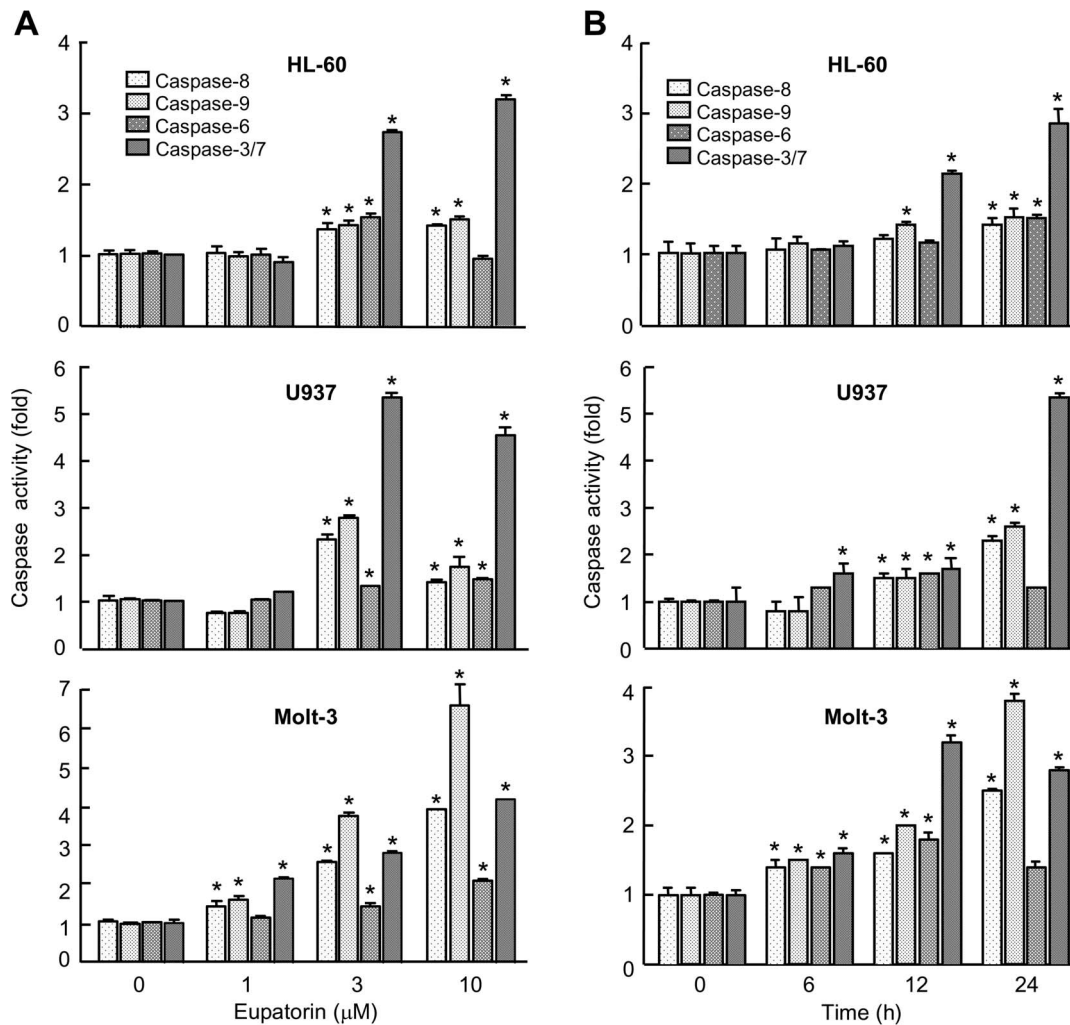 A
HL-60
Caspase-8
Caspase-9
Caspase-6
Caspase-3/7
4
3
2
1
0
* * * *
* * *
U937
Caspase activity (fold)
6
5
4
3
2
1
0
* * * *
* * * *
Molt-3
7
6
5
4
3
2
1
0
* * *
* * * *
* * * *
0 1 3 10
Eupatorin (μM)
B
HL-60
Caspase-8
Caspase-9
Caspase-6
Caspase-3/7
4
3
2
1
0
* *
* * * *
U937
Caspase activity (fold)
6
5
4
3
2
1
0
*
* * * *
* * *
Molt-3
4
3
2
1
0
* * * *
* * * *
* * *
0 6 12 24
Time (h)